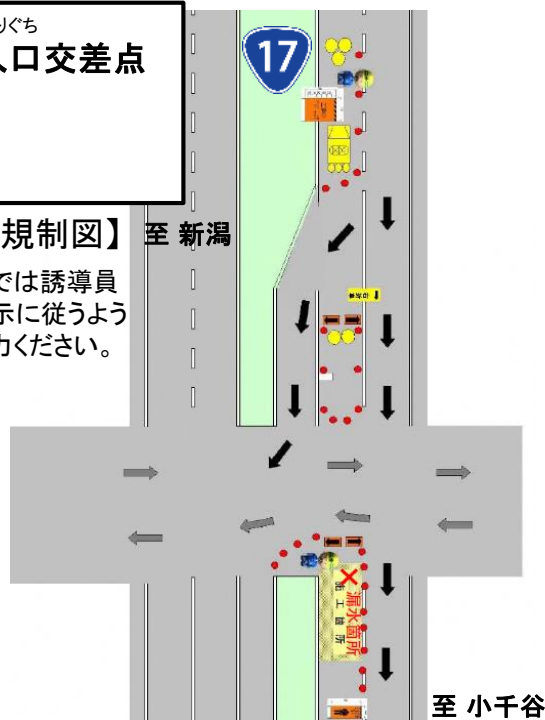 りぐち
入口交差点
17
規制図】
至 新潟
では誘導員
示に従うよう
力ください。
×漏水箇所
施工箇所
至 小千谷